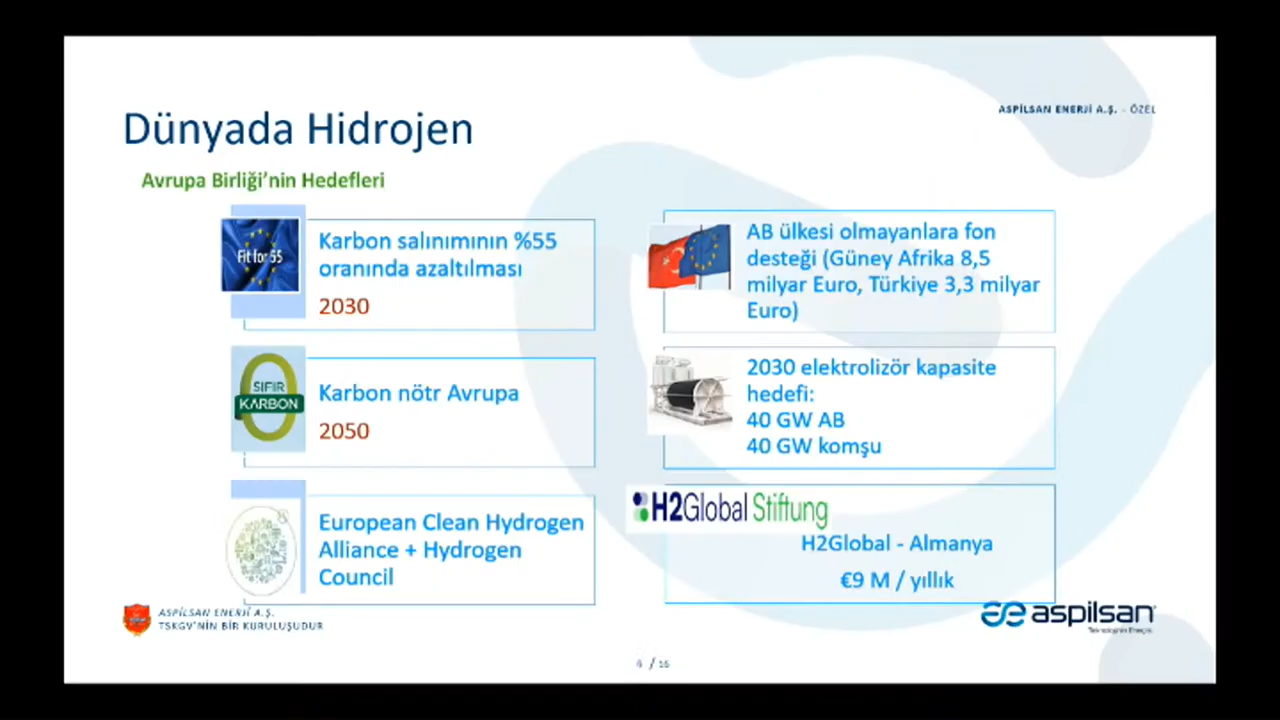 ASPİLSAN ENERJİ A.Ş. - ÖZEL
Dünyada Hidrojen
Avrupa Birliği'nin Hedefleri
Fit for 55
Karbon salınımının %55
oranında azaltılması
2030
SIFIR
KARBON
Karbon nötr Avrupa
2050
European Clean Hydrogen
Alliance + Hydrogen
Council
AB ülkesi olmayanlara fon
desteği (Güney Afrika 8,5
milyar Euro, Türkiye 3,3 milyar
Euro)
2030 elektrolizör kapasite
hedefi:
40 GW AB
40 GW komşu
H2Global Stiftung
H2Global - Almanya
€9 M / yıllık
ASPİLSAN ENERJİ A.Ş.
TSKGV'NİN BİR KURULUŞUDUR
aspilsan
Teknolojinin Enerjisi
/ 16